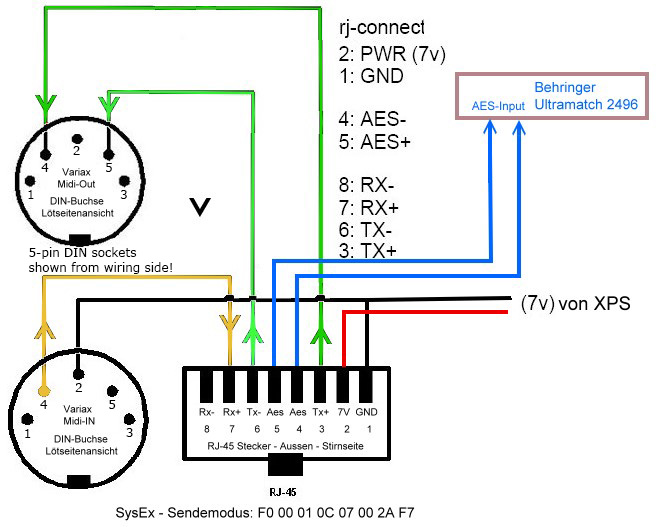 rj-connect
2: PWR (7v)
1: GND
4: AES-
5: AES+
8: RX-
7: RX+
6: TX-
3: TX+
Behringer
AES-Input Ultramatch 2496
2
4 5
Variax
Midi-Out
1 3
DIN-Buchse
Lötseitenansicht
V
5-pin DIN sockets
shown from wiring side!
(7v) von XPS
2
4 5
Variax
Midi-IN
1 3
DIN-Buchse
Lötseitenansicht
Rx- Rx+ Tx- Aes Aes Tx+ 7V GND
8 7 6 5 4 3 2 1
RJ-45 Stecker - Aussen - Stirnseite
RJ-45
SysEx - Sendemodus: F0 00 01 0C 07 00 2A F7